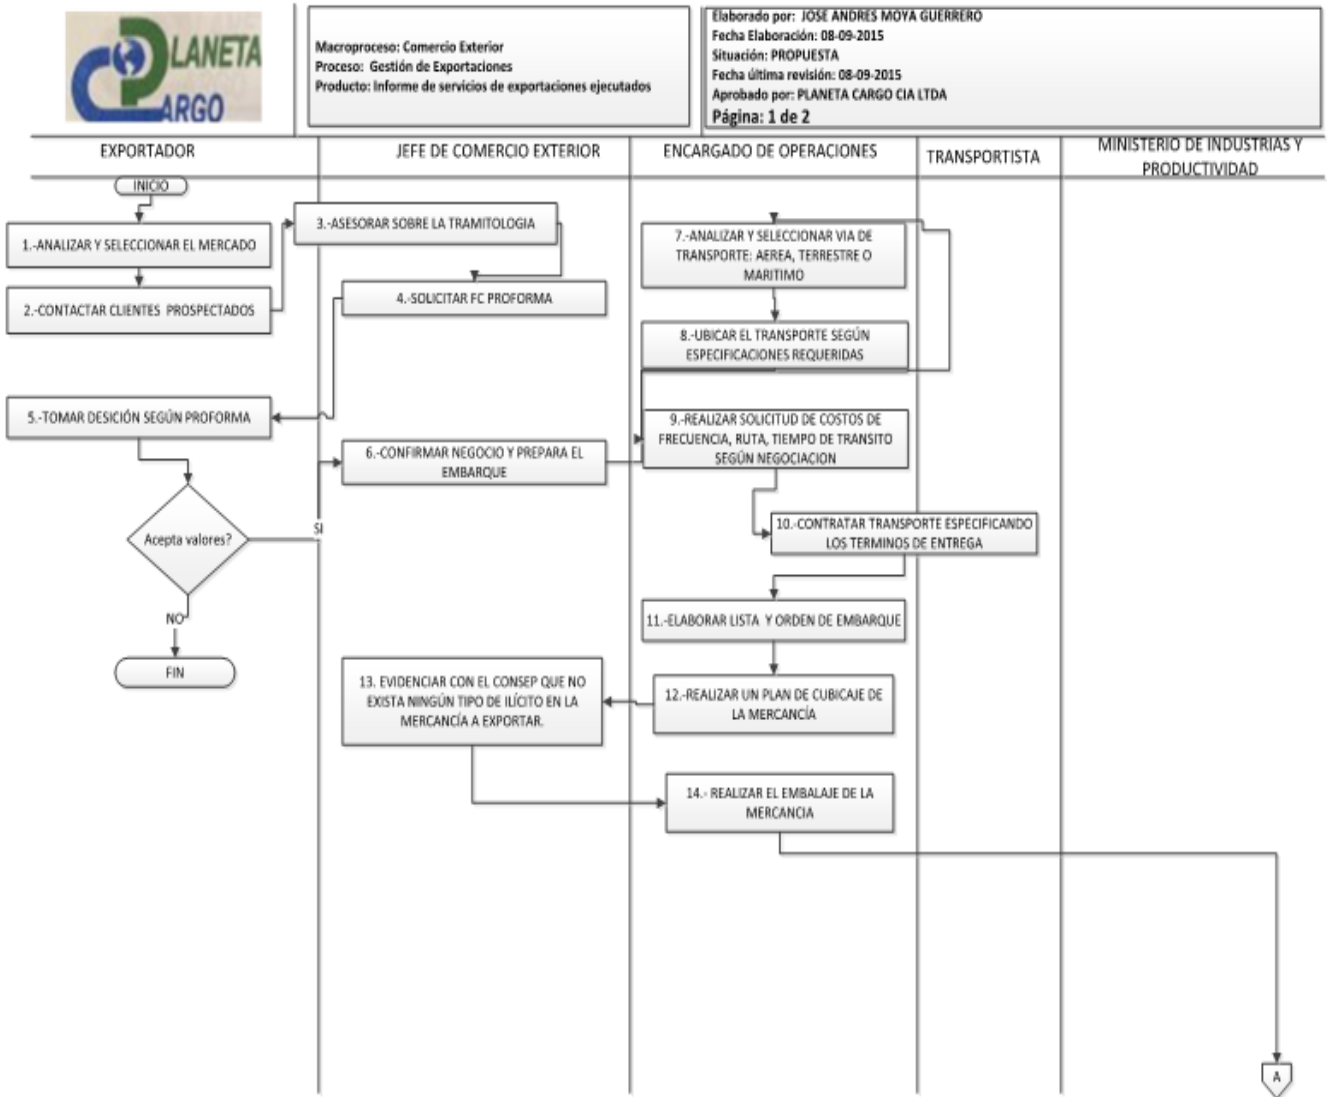 PLANETA
CARGO
Macroproceso: Comercio Exterior
Proceso: Gestión de Exportaciones
Producto: Informe de servicios de exportaciones ejecutados
Elaborado por: JOSE ANDRES MOYA GUERRERO
Fecha Elaboración: 08-09-2015
Situación: PROPUESTA
Fecha última revisión: 08-09-2015
Aprobado por: PLANETA CARGO CIA LTDA
Página: 1 de 2
EXPORTADOR
JEFE DE COMERCIO EXTERIOR
ENCARGADO DE OPERACIONES
TRANSPORTISTA
MINISTERIO DE INDUSTRIAS Y
PRODUCTIVIDAD
INICIO
1.-ANALIZAR Y SELECCIONAR EL MERCADO
2.-CONTACTAR CLIENTES PROSPECTADOS
3.-ASESORAR SOBRE LA TRAMITOLOGIA
4.-SOLICITAR FC PROFORMA
5.-TOMAR DESICIÓN SEGÚN PROFORMA
Acepta valores?
SI
NO
FIN
6.-CONFIRMAR NEGOCIO Y PREPARA EL
EMBARQUE
7.-ANALIZAR Y SELECCIONAR VIA DE
TRANSPORTE: AEREA, TERRESTRE O
MARITIMO
8.-UBICAR EL TRANSPORTE SEGÚN
ESPECIFICACIONES REQUERIDAS
9.-REALIZAR SOLICITUD DE COSTOS DE
FRECUENCIA, RUTA, TIEMPO DE TRANSITO
SEGÚN NEGOCIACION
10.-CONTRATAR TRANSPORTE ESPECIFICANDO
LOS TERMINOS DE ENTREGA
11.-ELABORAR LISTA Y ORDEN DE EMBARQUE
12.-REALIZAR UN PLAN DE CUBICAJE DE
LA MERCANCÍA
13. EVIDENCIAR CON EL CONSEP QUE NO
EXISTA NINGÚN TIPO DE ILÍCITO EN LA
MERCANCÍA A EXPORTAR.
14.- REALIZAR EL EMBALAJE DE LA
MERCANCIA
A